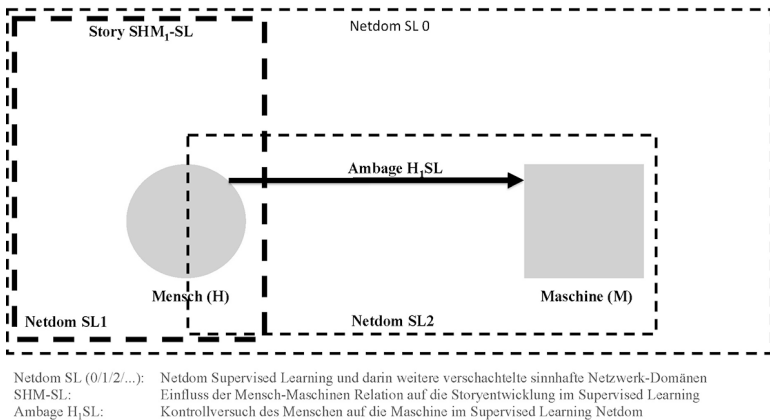 Netdom SL 0
Story SHM₁-SL
Ambage H₁SL
Mensch (H)
Maschine (M)
Netdom SL1
Netdom SL2
Netdom SL (0/1/2/...): Netdom Supervised Learning und darin weitere verschachtelte sinnhafte Netzwerk-Domänen
SHM-SL: Einfluss der Mensch-Maschinen Relation auf die Storyentwicklung im Supervised Learning
Ambage H₁SL: Kontrollversuch des Menschen auf die Maschine im Supervised Learning Netdom